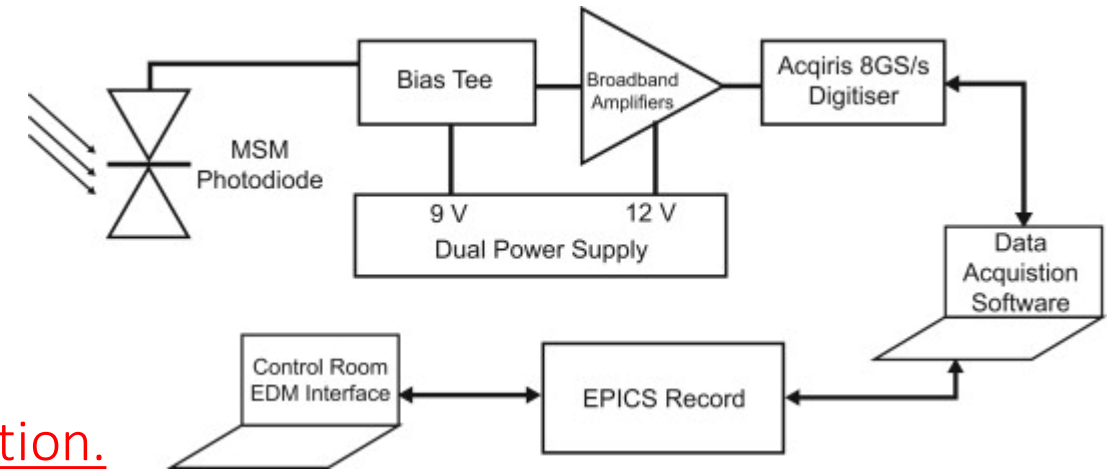 Bias Tee
Broadband
Amplifiers
Acqiris 8GS/s
Digitiser
MSM
Photodiode
9 V 12 V
Dual Power Supply
Data
Acquistion
Software
Control Room
EDM Interface
EPICS Record
tion.